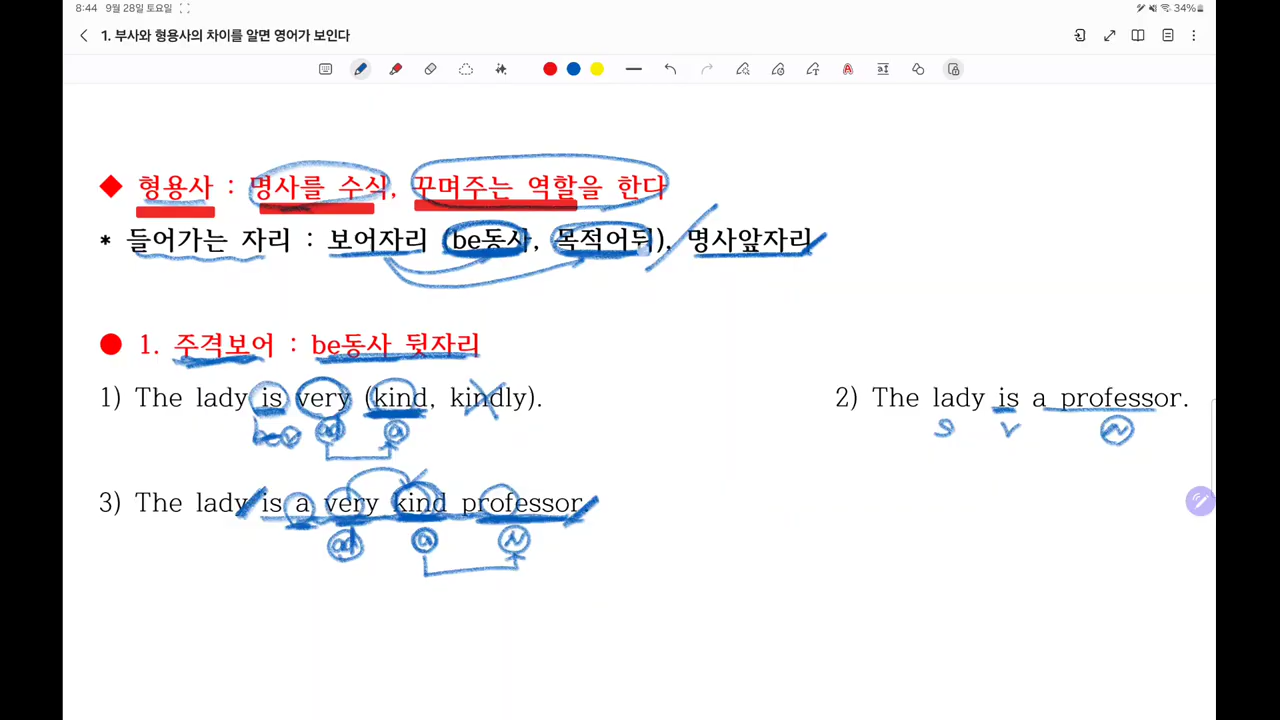 8:44 9월 28일 토요일 34%
1. 부사와 형용사의 차이를 알면 영어가 보인다
◆ 형용사 : 명사를 수식, 꾸며주는 역할을 한다
* 들어가는 자리 : 보어자리 (be동사, 목적어뒤), 명사앞자리
● 1. 주격보어 : be동사 뒷자리
1) The lady is very (kind, kindly).
2) The lady is a professor.
be v ad a
S V N
3) The lady is a very kind professor.
ad a N